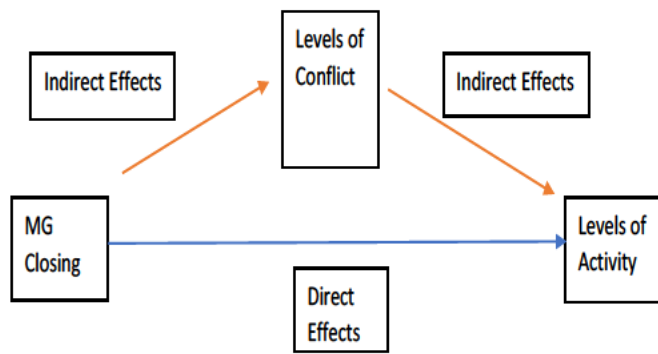 Levels of
Conflict
Indirect Effects
Indirect Effects
MG
Closing
Levels of
Activity
Direct
Effects